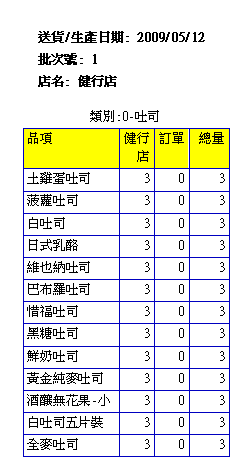 送貨/生產日期: 2009/05/12
批次號: 1
店名: 健行店
類別:0-吐司
品項 健行店 訂單 總量
土雞蛋吐司 3 0 3
菠蘿吐司 3 0 3
白吐司 3 0 3
日式乳酪 3 0 3
維也納吐司 3 0 3
巴布羅吐司 3 0 3
惜福吐司 3 0 3
黑糖吐司 3 0 3
鮮奶吐司 3 0 3
黃金純麥吐司 3 0 3
酒釀無花果-小 3 0 3
白吐司五片裝 3 0 3
全麥吐司 3 0 3